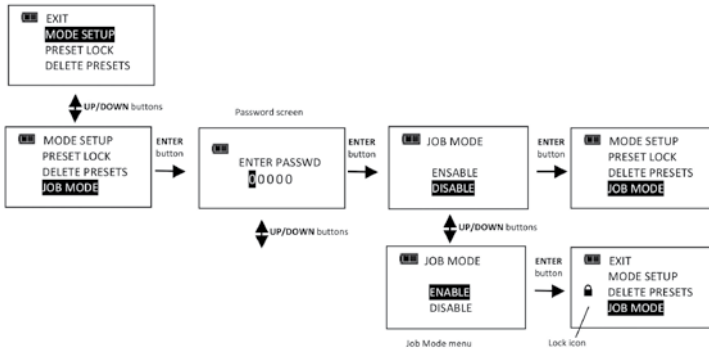 EXIT
MODE SETUP
PRESET LOCK
DELETE PRESETS
UP/DOWN buttons
MODE SETUP
PRESET LOCK
DELETE PRESETS
JOB MODE
ENTER
button
Password screen
ENTER PASSWD
00000
UP/DOWN buttons
ENTER
button
JOB MODE
ENSABLE
DISABLE
ENTER
button
MODE SETUP
PRESET LOCK
DELETE PRESETS
JOB MODE
UP/DOWN buttons
JOB MODE
ENABLE
DISABLE
Job Mode menu
ENTER
button
EXIT
MODE SETUP
DELETE PRESETS
JOB MODE
Lock icon